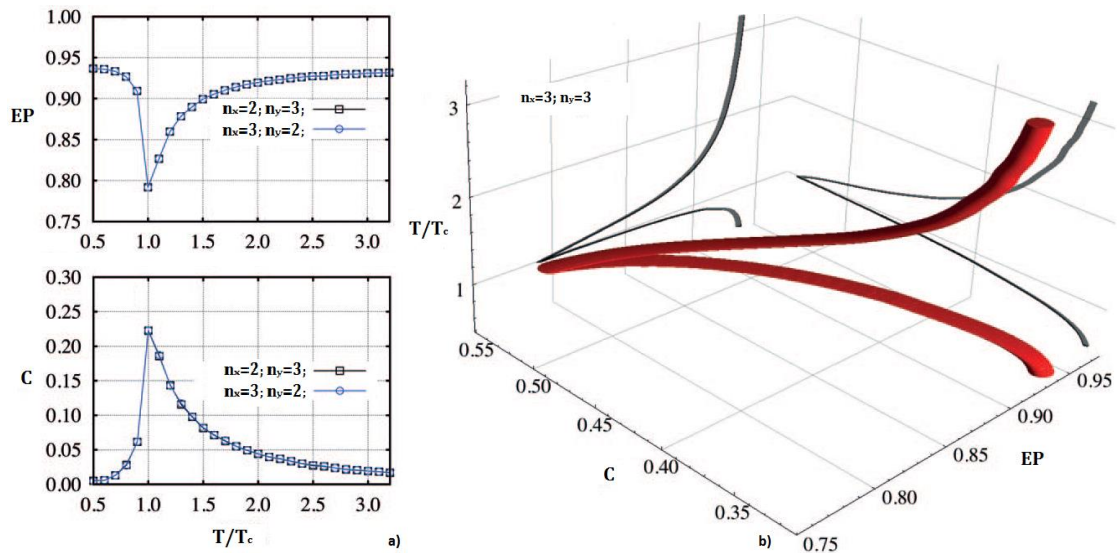 1.00
0.95
0.90
EP
0.85
0.80
0.75
nx=2; ny=3;
nx=3; ny=2;
0.5 1.0 1.5 2.0 2.5 3.0
0.30
0.25
0.20
C
0.15
0.10
0.05
0.00
nx=2; ny=3;
nx=3; ny=2;
0.5 1.0 1.5 2.0 2.5 3.0
T/Tc
a)
nx=3; ny=3
3
2
T/Tc
1
0.55
0.50
0.45
C
0.40
0.35
0.75
0.80
0.85
EP
0.90
0.95
b)